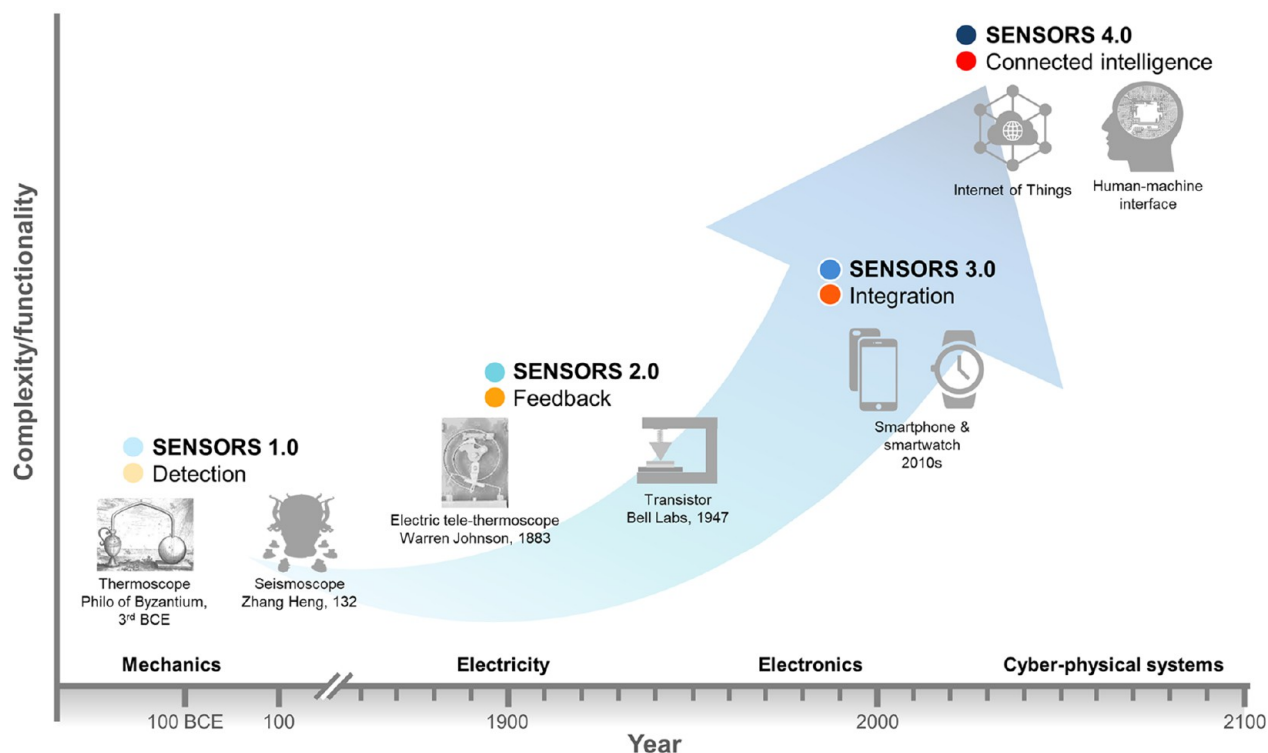 Complexity/functionality
SENSORS 4.0
Connected intelligence
Internet of Things
Human-machine
interface
SENSORS 3.0
Integration
Smartphone &
smartwatch
2010s
SENSORS 2.0
Feedback
Electric tele-thermoscope
Warren Johnson, 1883
Transistor
Bell Labs, 1947
SENSORS 1.0
Detection
Thermoscope
Philo of Byzantium,
3rd BCE
Seismoscope
Zhang Heng, 132
Mechanics
Electricity
Electronics
Cyber-physical systems
100 BCE
100
1900
2000
2100
Year